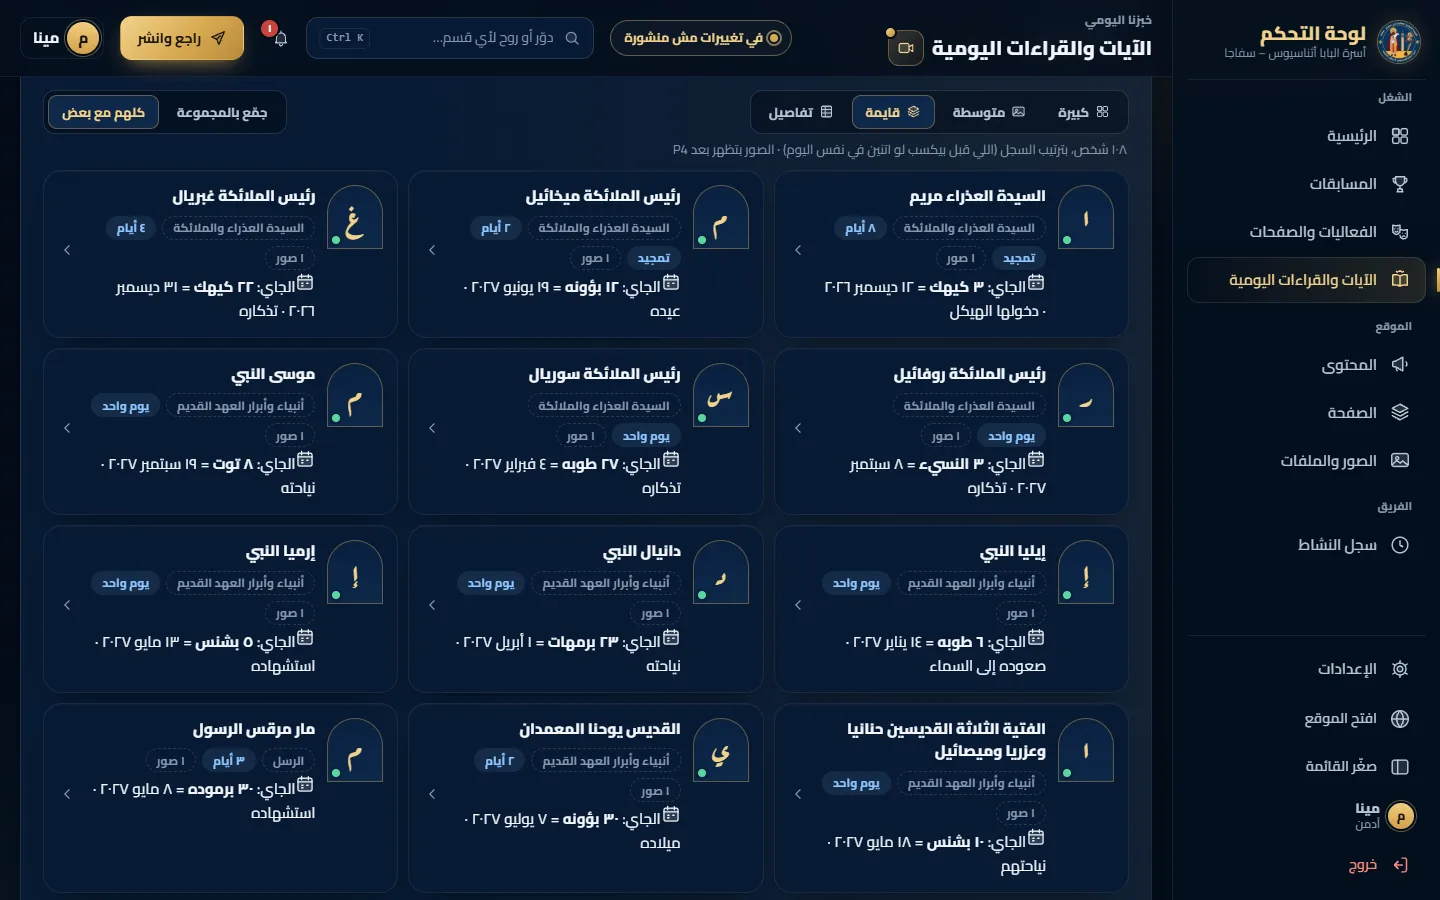 لوحة التحكم
أسرة البابا أثناسيوس – سفاجا
الشغل
الرئيسية
المسابقات
الفعاليات والصفحات
الآيات والقراءات اليومية
الموقع
المحتوى
الصفحة
الصور والملفات
الفريق
سجل النشاط
الإعدادات
افتح الموقع
صغّر القائمة
م
مينا
أدمن
خروج
خبزنا اليومي
الآيات والقراءات اليومية
في تغييرات مش منشورة
دوّر أو روح لأي قسم...
Ctrl K
١
راجع وانشر
م
مينا
كبيرة
متوسطة
قايمة
تفاصيل
جمّع بالمجموعة
كلهم مع بعض
١٠٨ شخص، بترتيب السجل (اللي قبل بيكسب لو اتنين في نفس اليوم) · الصور بتظهر بعد P4
ا
السيدة العذراء مريم
السيدة العذراء والملائكة
٨ أيام
تمجيد
١ صور
الجاي: ٣ كيهك = ١٢ ديسمبر ٢٠٢٦
· دخولها الهيكل
م
رئيس الملائكة ميخائيل
السيدة العذراء والملائكة
٢ أيام
تمجيد
١ صور
الجاي: ١٢ بؤونه = ١٩ يونيو ٢٠٢٧ ·
عيده
غ
رئيس الملائكة غبريال
السيدة العذراء والملائكة
٤ أيام
١ صور
الجاي: ٢٢ كيهك = ٣١ ديسمبر
٢٠٢٦ · تذكاره
ر
رئيس الملائكة روفائيل
السيدة العذراء والملائكة
يوم واحد
١ صور
الجاي: ٣ النسيء = ٨ سبتمبر
٢٠٢٧ · تذكاره
س
رئيس الملائكة سوريال
السيدة العذراء والملائكة
يوم واحد
١ صور
الجاي: ٢٧ طوبه = ٤ فبراير ٢٠٢٧ ·
تذكاره
م
موسى النبي
أنبياء وأبرار العهد القديم
يوم واحد
١ صور
الجاي: ٨ توت = ١٩ سبتمبر ٢٠٢٧ ·
نياحته
إ
إيليا النبي
أنبياء وأبرار العهد القديم
يوم واحد
١ صور
الجاي: ٦ طوبه = ١٤ يناير ٢٠٢٧ ·
صعوده إلى السماء
د
دانيال النبي
أنبياء وأبرار العهد القديم
يوم واحد
١ صور
الجاي: ٢٣ برمهات = ١ أبريل ٢٠٢٧ ·
نياحته
إ
إرميا النبي
أنبياء وأبرار العهد القديم
يوم واحد
١ صور
الجاي: ٥ بشنس = ١٣ مايو ٢٠٢٧ ·
استشهاده
ا
الفتية الثلاثة القديسين حنانيا
وعزريا وميصائيل
أنبياء وأبرار العهد القديم
يوم واحد
١ صور
الجاي: ١٠ بشنس = ١٨ مايو ٢٠٢٧ ·
نياحتهم
ي
القديس يوحنا المعمدان
أنبياء وأبرار العهد القديم
٢ أيام
١ صور
الجاي: ٣٠ بؤونه = ٧ يوليو ٢٠٢٧ ·
ميلاده
م
مار مرقس الرسول
الرسل
٣ أيام
١ صور
الجاي: ٣٠ برموده = ٨ مايو ٢٠٢٧ ·
استشهاده